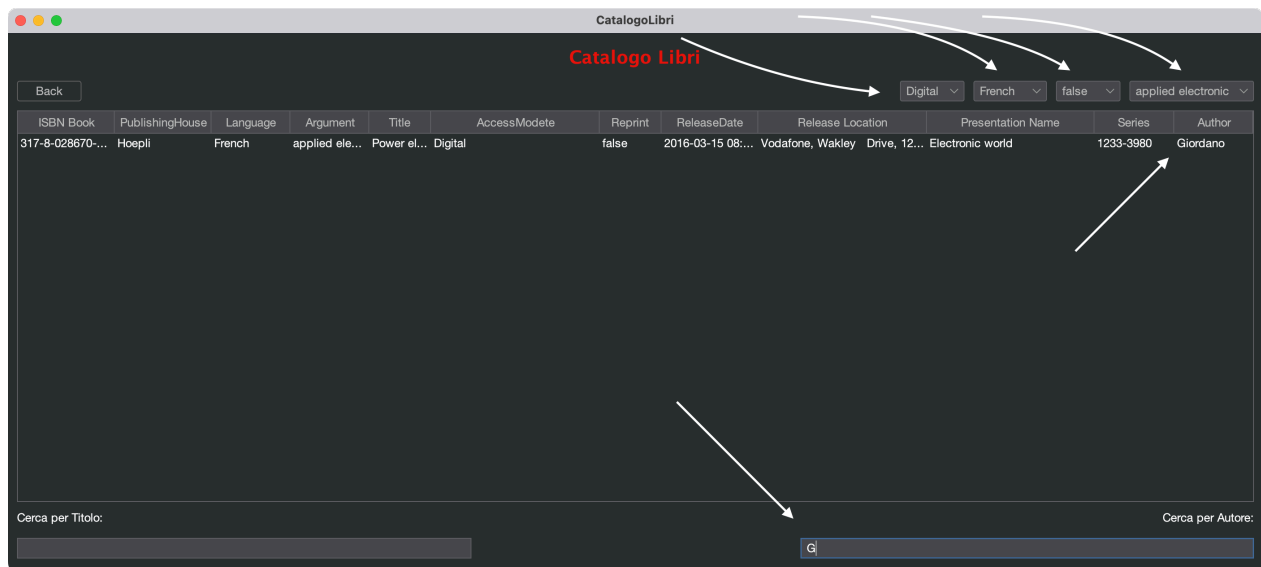 CatalogoLibri
Catalogo Libri
Back
Digital French false applied electronic
ISBN Book PublishingHouse Language Argument Title AccessModete Reprint ReleaseDate Release Location Presentation Name Series Author
317-8-028670-... Hoepli French applied ele... Power el... Digital false 2016-03-15 08:... Vodafone, Wakley Drive, 12... Electronic world 1233-3980 Giordano
Cerca per Titolo: Cerca per Autore:
G